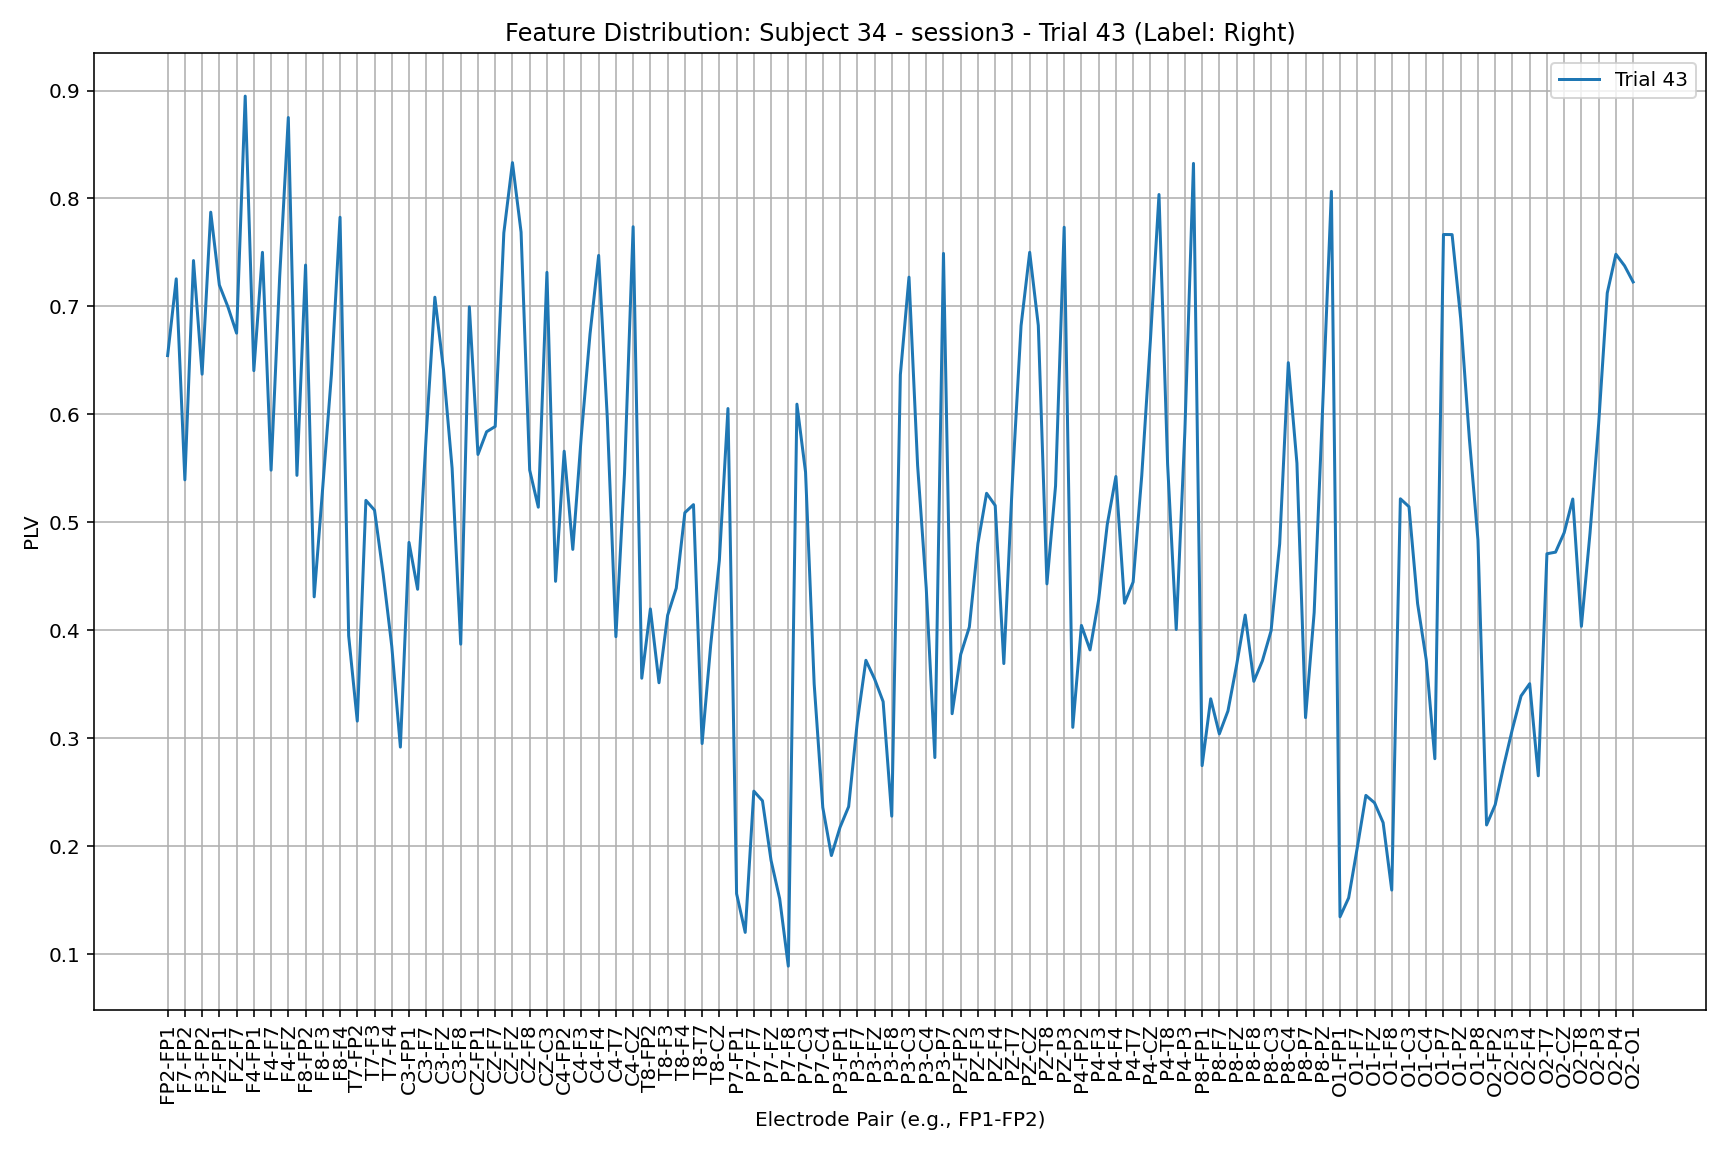 Feature Distribution: Subject 34 - session3 - Trial 43 (Label: Right)
Trial 43
PLV
0.9
0.8
0.7
0.6
0.5
0.4
0.3
0.2
0.1
FP2-FP1
F7-FP2
F3-FP2
FZ-FP1
FZ-F7
F4-FP1
F4-F7
F4-FZ
F8-FP2
F8-F3
F8-F4
T7-FP2
T7-F3
T7-F4
C3-FP1
C3-F7
C3-FZ
C3-F8
CZ-FP1
CZ-F7
CZ-FZ
CZ-F8
CZ-C3
C4-FP2
C4-F3
C4-F4
C4-T7
C4-CZ
T8-FP2
T8-F3
T8-F4
T8-T7
T8-CZ
P7-FP1
P7-F7
P7-FZ
P7-F8
P7-C3
P7-C4
P3-FP1
P3-F7
P3-FZ
P3-F8
P3-C3
P3-C4
P3-P7
PZ-FP2
PZ-F3
PZ-F4
PZ-T7
PZ-CZ
PZ-T8
PZ-P3
P4-FP2
P4-F3
P4-F4
P4-T7
P4-CZ
P4-T8
P4-P3
P8-FP1
P8-F7
P8-FZ
P8-F8
P8-C3
P8-C4
P8-P7
P8-PZ
O1-FP1
O1-F7
O1-FZ
O1-F8
O1-C3
O1-C4
O1-P7
O1-PZ
O1-P8
O2-FP2
O2-F3
O2-F4
O2-T7
O2-CZ
O2-T8
O2-P3
O2-P4
O2-O1
Electrode Pair (e.g., FP1-FP2)